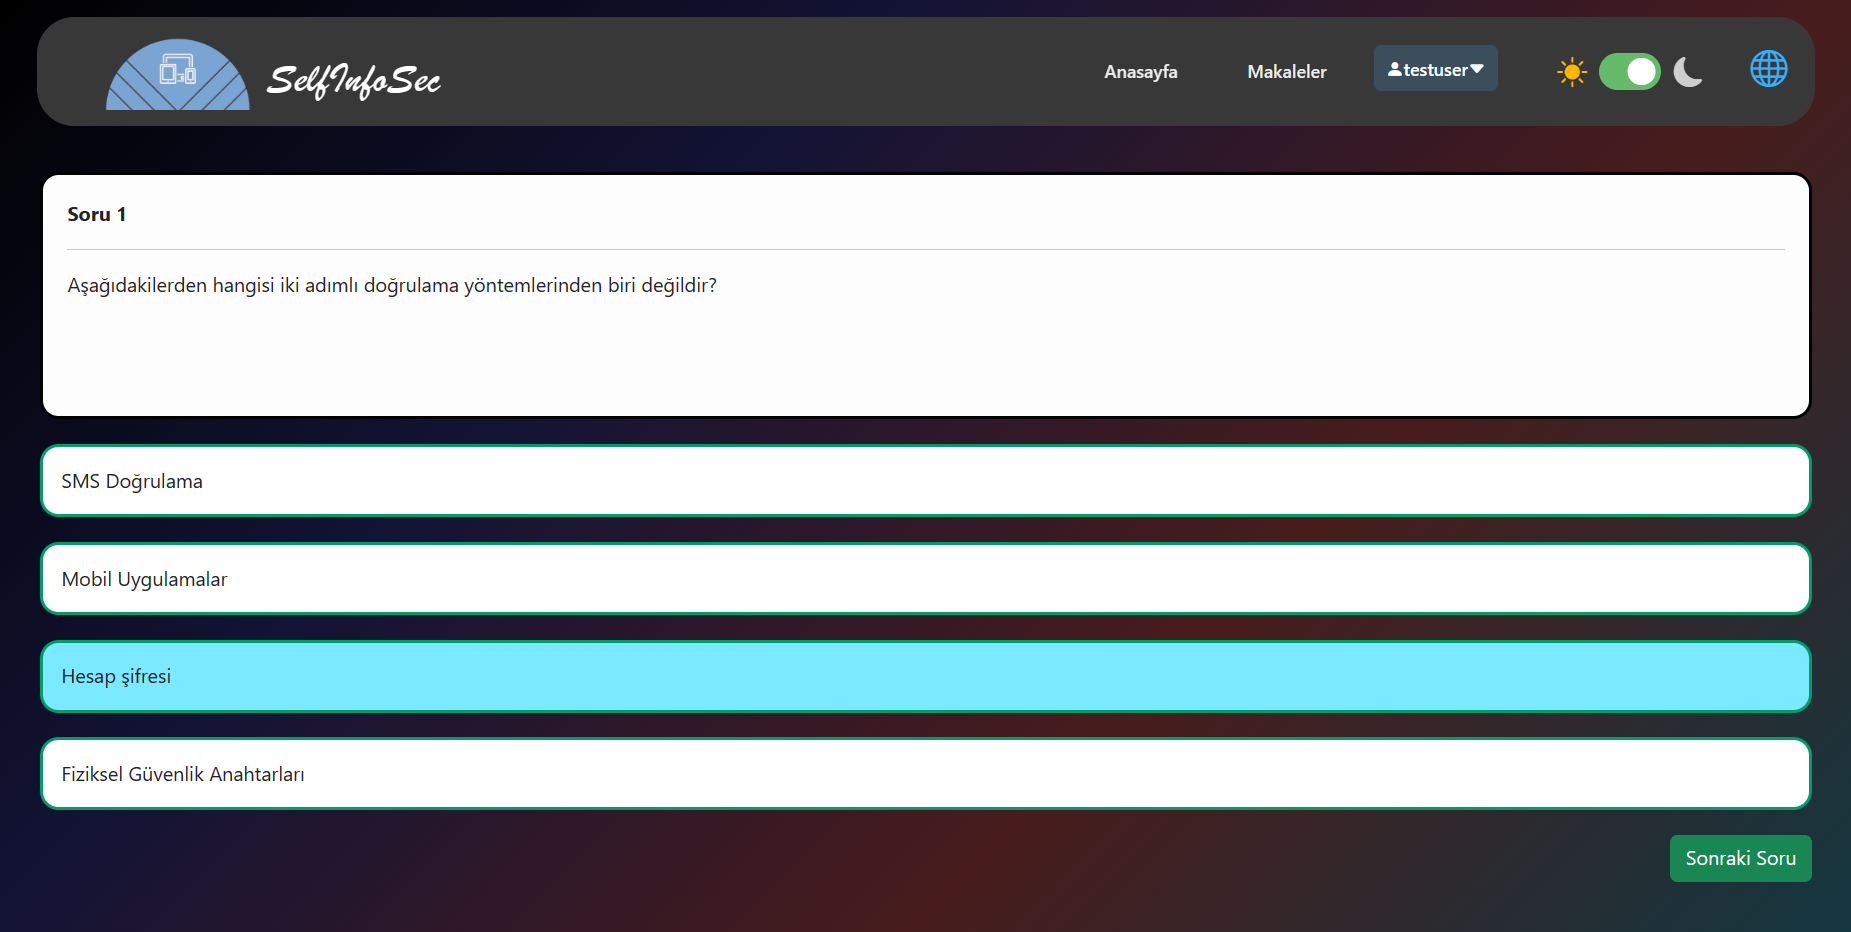 SelfInfoSec
Anasayfa
Makaleler
testuser
Soru 1
Aşağıdakilerden hangisi iki adımlı doğrulama yöntemlerinden biri değildir?
SMS Doğrulama
Mobil Uygulamalar
Hesap şifresi
Fiziksel Güvenlik Anahtarları
Sonraki Soru